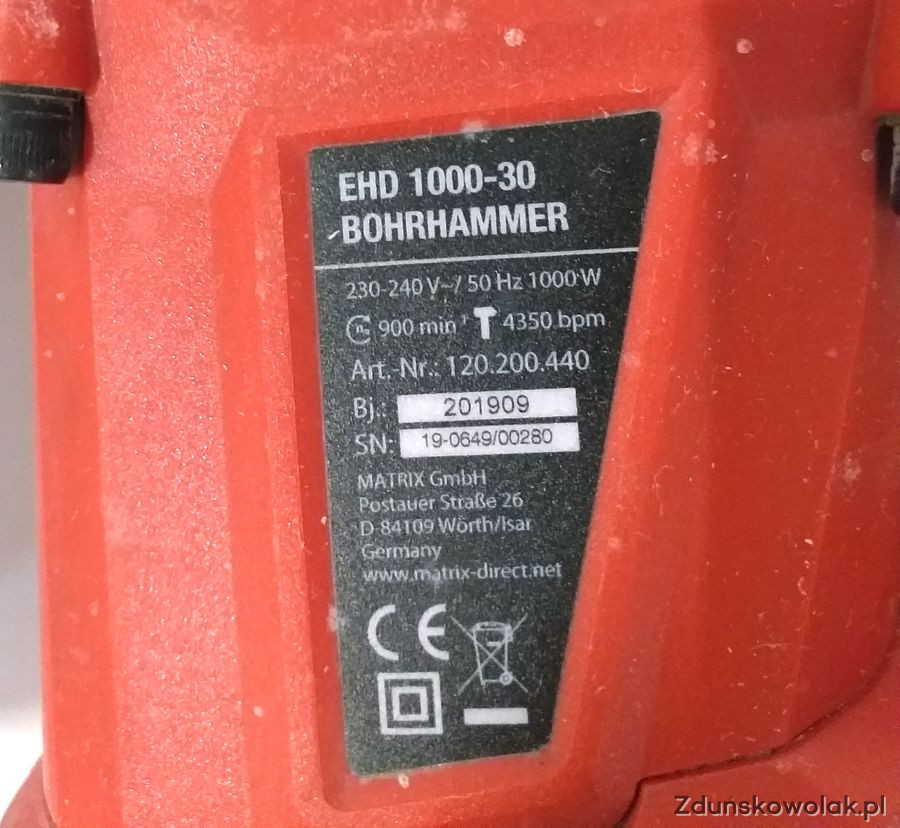 EHD 1000-30
BOHRHAMMER
230-240 V~/ 50 Hz 1000 W
900 min⁻¹ 4350 bpm
Art.-Nr.: 120.200.440
Bj.: 201909
SN: 19-0649/00280
MATRIX GmbH
Postauer Straße 26
D 84109 Wörth/Isar
Germany
www.matrix-direct.net
CE
Zdunskowolak.pl